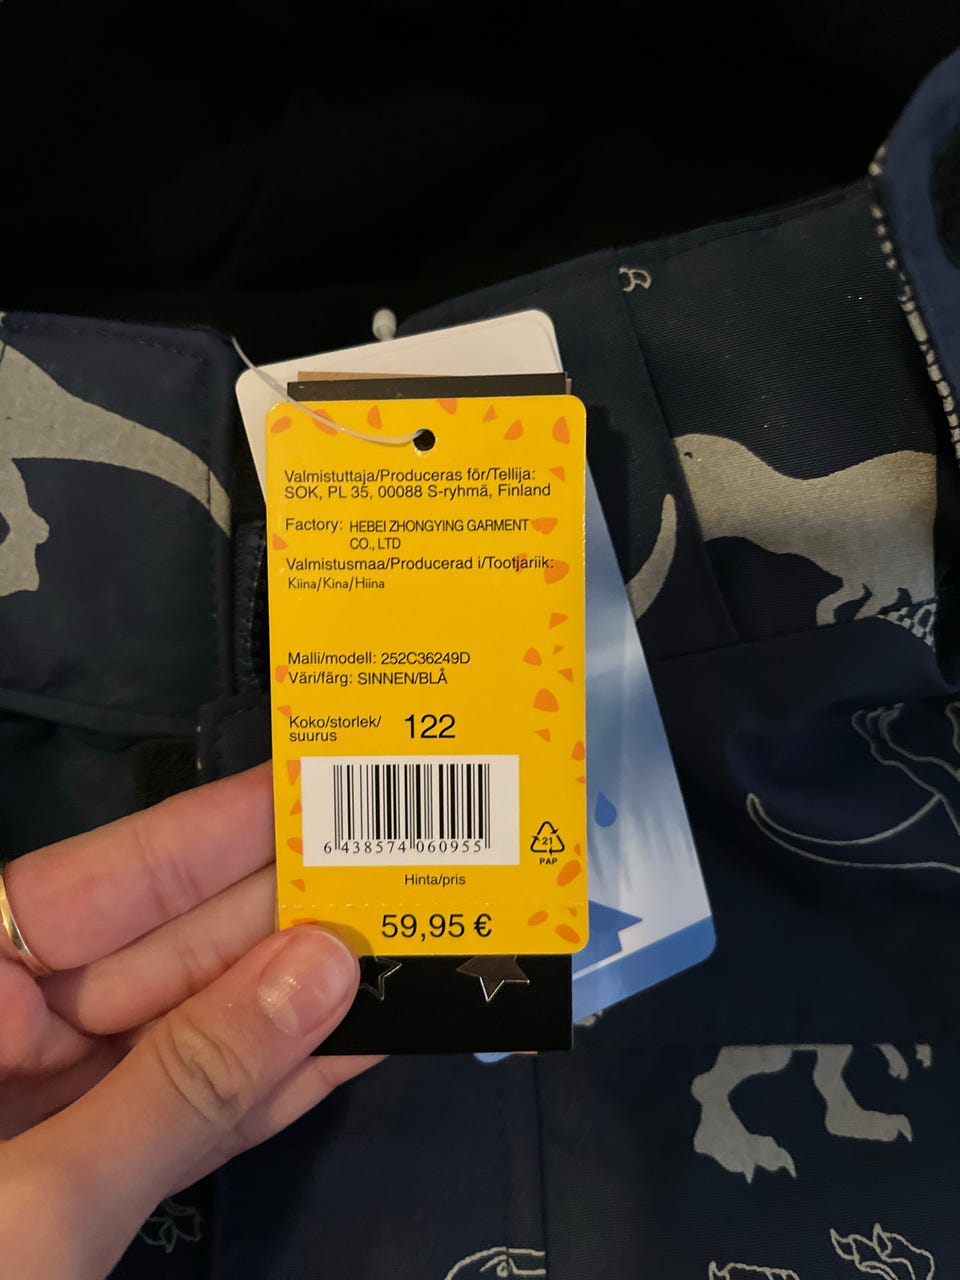 Valmistuttaja/Produceras för/Tellija:
SOK, PL 35, 00088 S-ryhmä, Finland
Factory: HEBEI ZHONGYING GARMENT
CO., LTD
Valmistusmaa/Producerad i/Tootjariik:
Kiina/Kina/Hiina
Malli/modell: 252C36249D
Väri/färg: SINNEN/BLÅ
Koko/storlek/
suurus 122
6 438574 060955
21
PAP
Hinta/pris
59,95 €